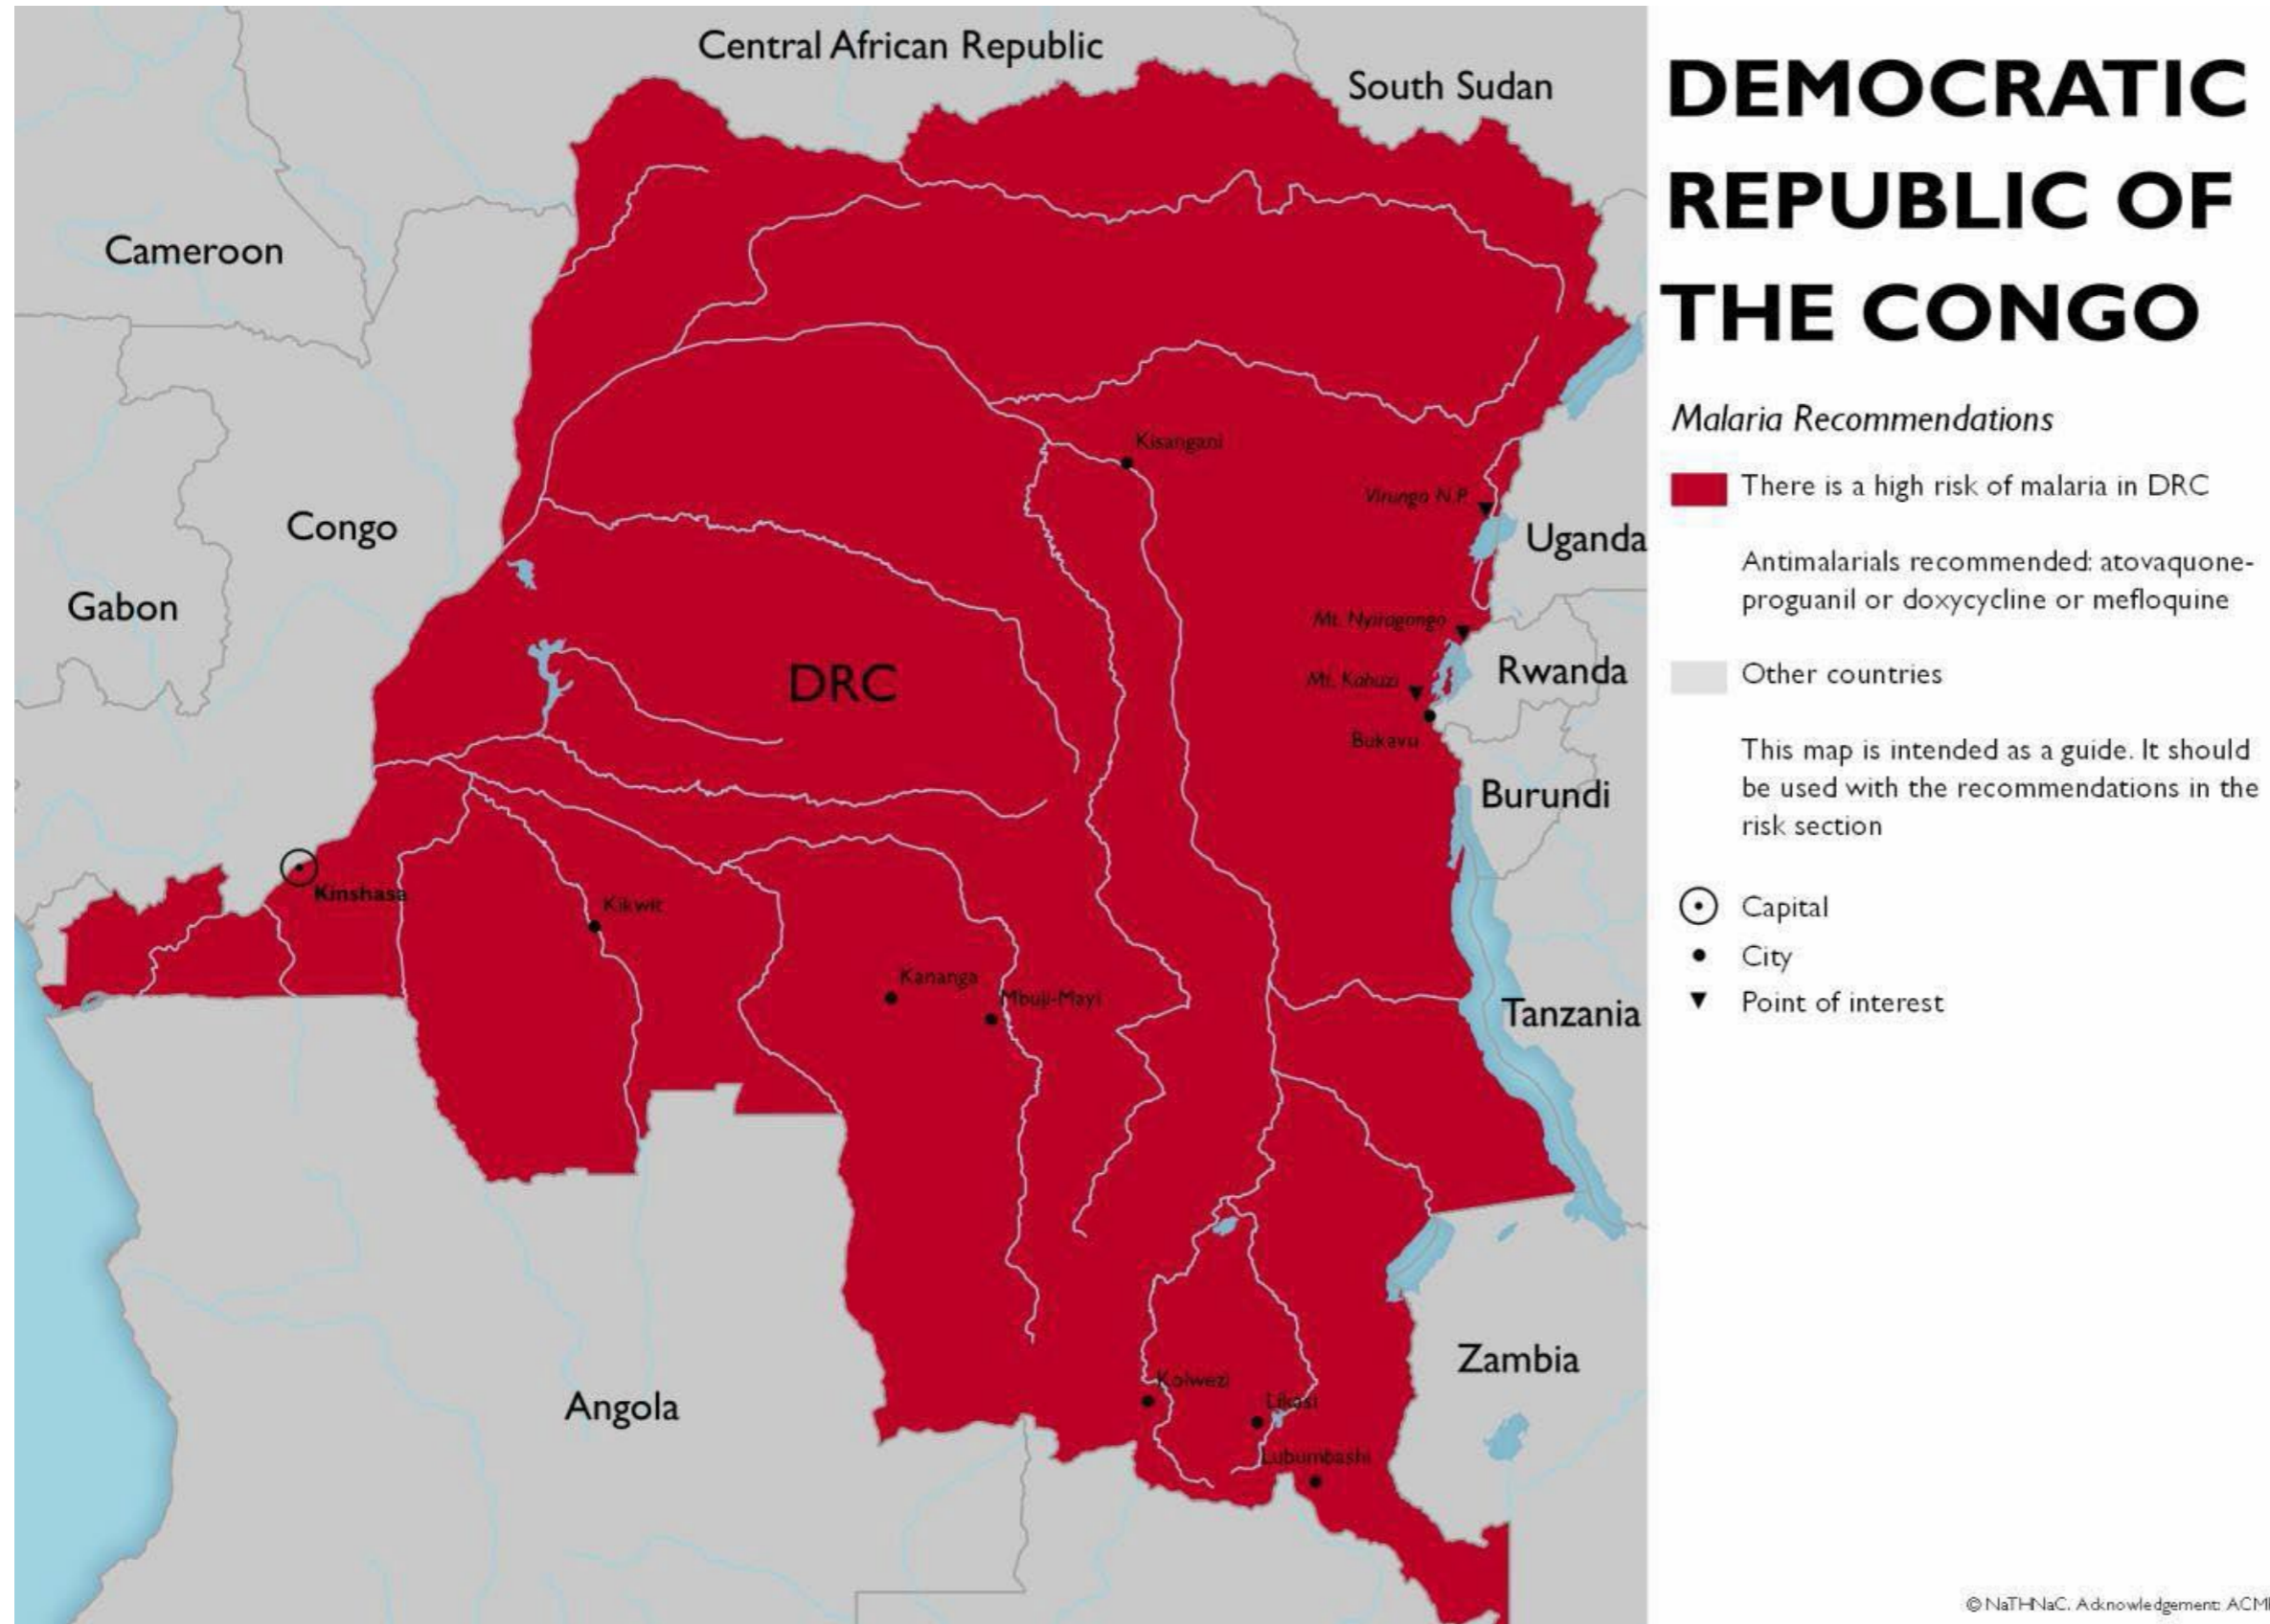 Central African Republic
South Sudan
Cameroon
Congo
Gabon
Kisangani
Virungo N.P.
Uganda
Mt. Nyiragongo
Rwanda
Mt. Kahuzi
Bukavu
DRC
Burundi
Kinshasa
Kikwit
Kananga
Mbuji-Mayi
Tanzania
Zambia
Kolwezi
Likasi
Lubumbashi
Angola
DEMOCRATIC
REPUBLIC OF
THE CONGO
Malaria Recommendations
There is a high risk of malaria in DRC
Antimalarials recommended: atovaquone-
proguanil or doxycycline or mefloquine
Other countries
This map is intended as a guide. It should
be used with the recommendations in the
risk section
Capital
City
Point of interest
© NaTHNaC. Acknowledgement: ACM